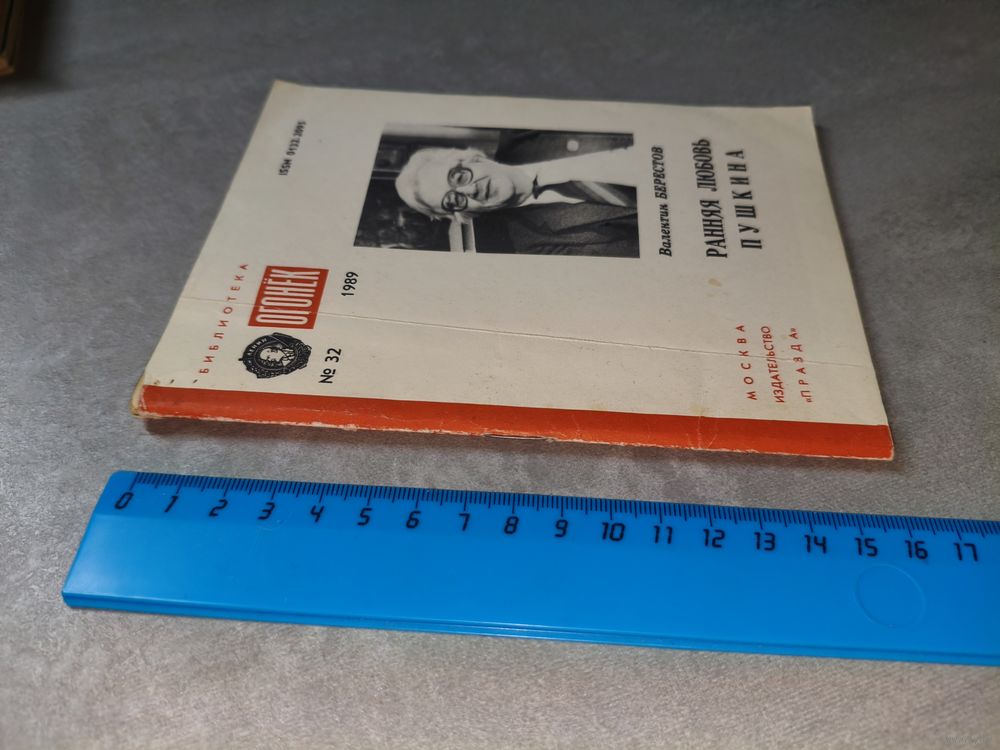 ISSN 0132-2095
БИБЛИОТЕКА
ОГОНЁК
ЛЕНИН
№ 32
1989
Валентин БЕРЕСТОВ
РАННЯЯ ЛЮБОВЬ
ПУШКИНА
МОСКВА
ИЗДАТЕЛЬСТВО
«ПРАВДА»
0 1 2 3 4 5 6 7 8 9 10 11 12 13 14 15 16 17